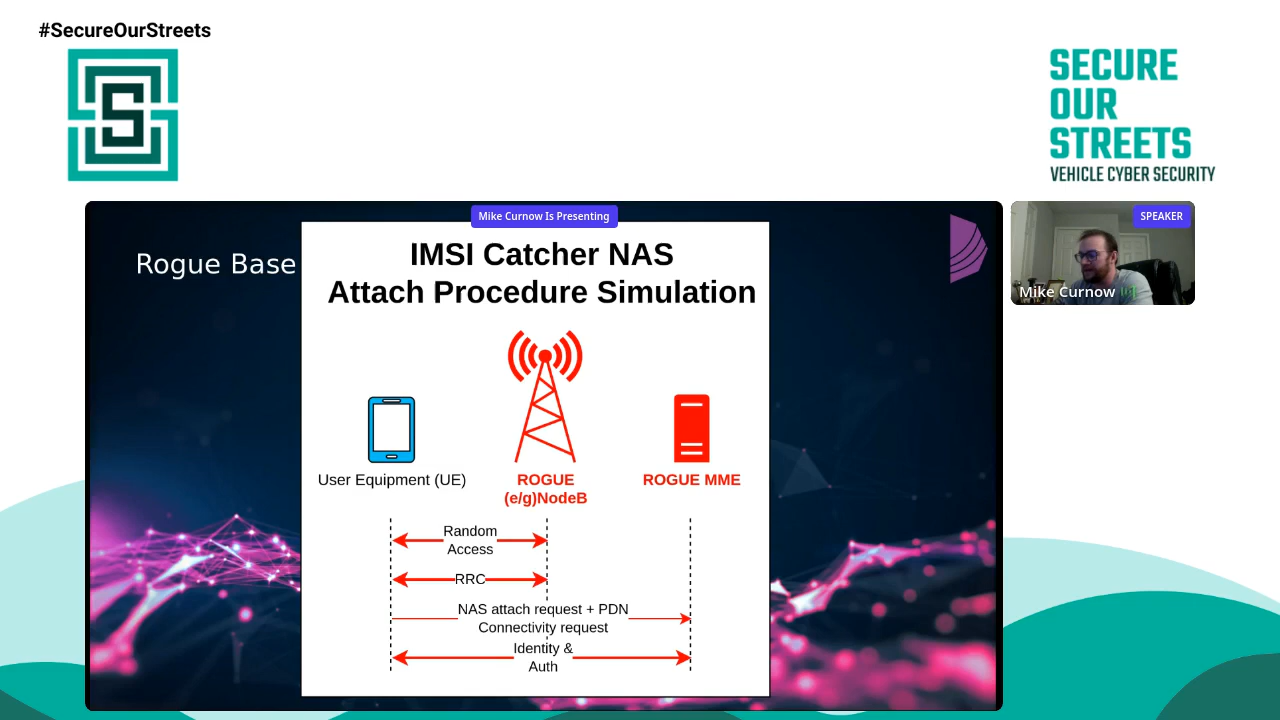 #SecureOurStreets
SECURE
OUR
STREETS
VEHICLE CYBER SECURITY
Mike Curnow Is Presenting
SPEAKER
Mike Curnow
Rogue Base
IMSI Catcher NAS
Attach Procedure Simulation
User Equipment (UE)
ROGUE
(e/g)NodeB
ROGUE MME
Random
Access
RRC
NAS attach request + PDN
Connectivity request
Identity &
Auth